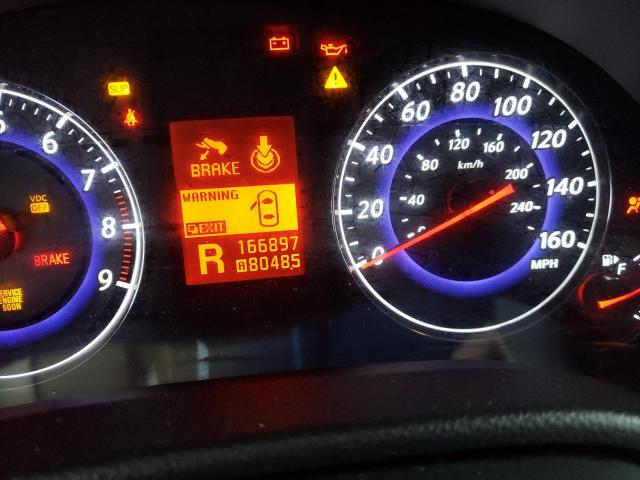 SLIP
VDC
OFF
BRAKE
SERVICE
ENGINE
SOON
6
7
8
9
BRAKE
WARNING
EXIT
R 166897
A 80485
0
20
40
60
80
100
120
140
160
MPH
40
80
120
160
200
240
km/h
F